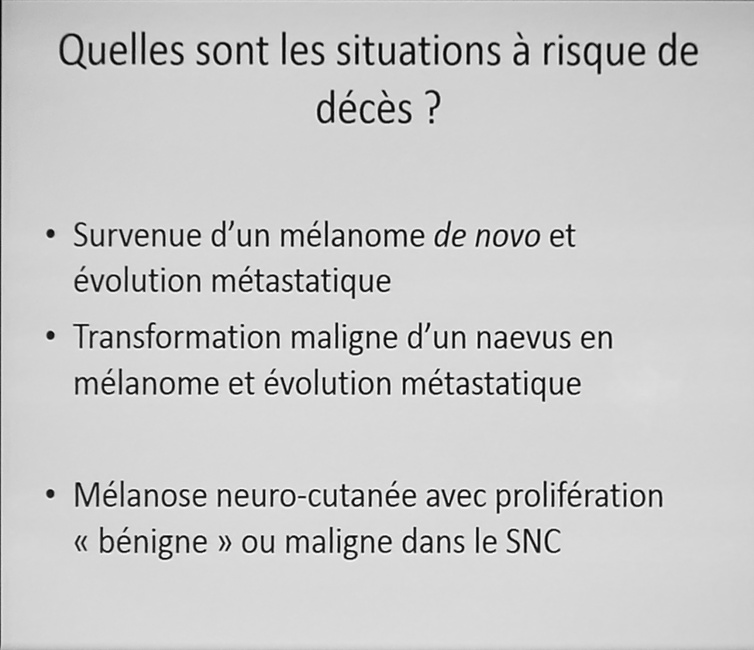 Quelles sont les situations à risque de
décès ?
• Survenue d'un mélanome de novo et
évolution métastatique
• Transformation maligne d'un naevus en
mélanome et évolution métastatique
• Mélanose neuro-cutanée avec prolifération
« bénigne » ou maligne dans le SNC